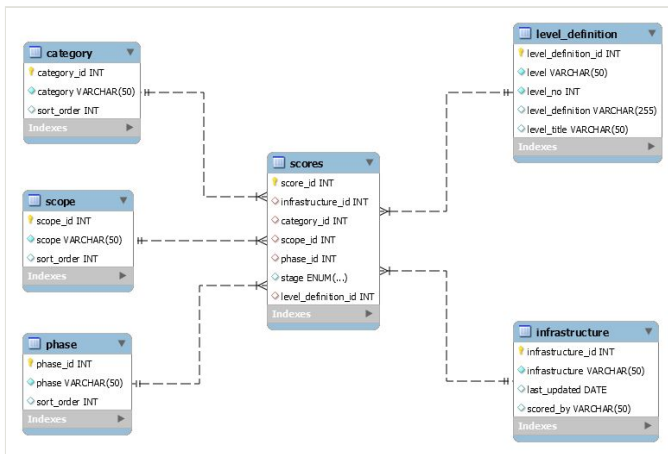 category
category_id INT
category VARCHAR(50)
sort_order INT
Indexes
scope
scope_id INT
scope VARCHAR(50)
sort_order INT
Indexes
phase
phase_id INT
phase VARCHAR(50)
sort_order INT
Indexes
scores
score_id INT
infrastructure_id INT
category_id INT
scope_id INT
phase_id INT
stage ENUM(...)
level_definition_id INT
Indexes
level_definition
level_definition_id INT
level VARCHAR(50)
level_no INT
level_definition VARCHAR(255)
level_title VARCHAR(50)
Indexes
infrastructure
infrastructure_id INT
infrastructure VARCHAR(50)
last_updated DATE
scored_by VARCHAR(50)
Indexes